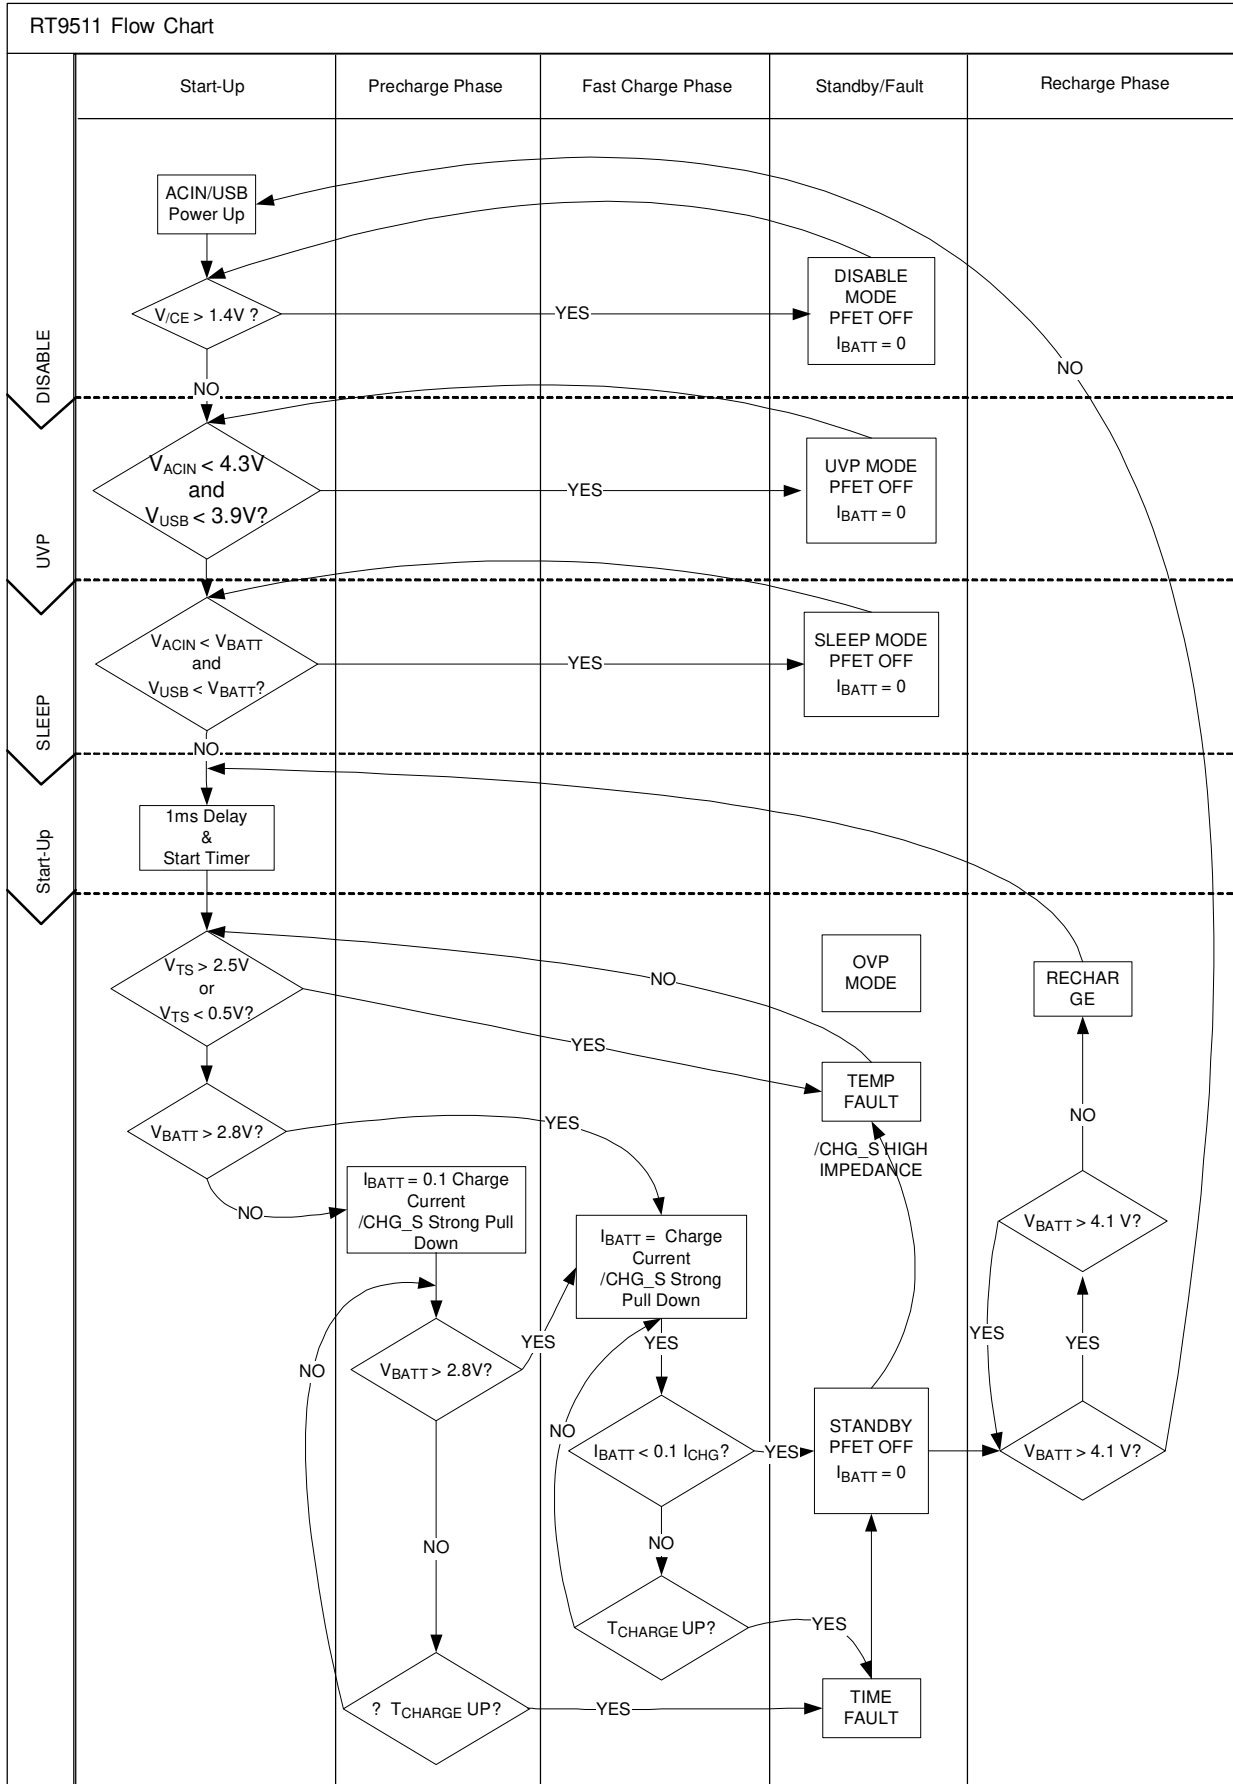 RT9511 Flow Chart
Start-Up
Precharge Phase
Fast Charge Phase
Standby/Fault
Recharge Phase
DISABLE
ACIN/USB
Power Up
V/CE > 1.4V ?
YES
DISABLE
MODE
PFET OFF
IBATT = 0
NO
NO
UVP
VACIN < 4.3V
and
VUSB < 3.9V?
YES
UVP MODE
PFET OFF
IBATT = 0
SLEEP
VACIN < VBATT
and
VUSB < VBATT?
YES
SLEEP MODE
PFET OFF
IBATT = 0
NO
Start-Up
1ms Delay
&
Start Timer
VTS > 2.5V
or
VTS < 0.5V?
NO
YES
OVP
MODE
RECHAR
GE
TEMP
FAULT
NO
VBATT > 2.8V?
YES
/CHG_S HIGH
IMPEDANCE
NO
IBATT = 0.1 Charge
Current
/CHG_S Strong Pull
Down
IBATT = Charge
Current
/CHG_S Strong
Pull Down
VBATT > 4.1 V?
YES
YES
NO
VBATT > 2.8V?
YES
YES
NO
IBATT < 0.1 ICHG?
YES
STANDBY
PFET OFF
IBATT = 0
VBATT > 4.1 V?
NO
NO
TCHARGE UP?
YES
? TCHARGE UP?
YES
TIME
FAULT